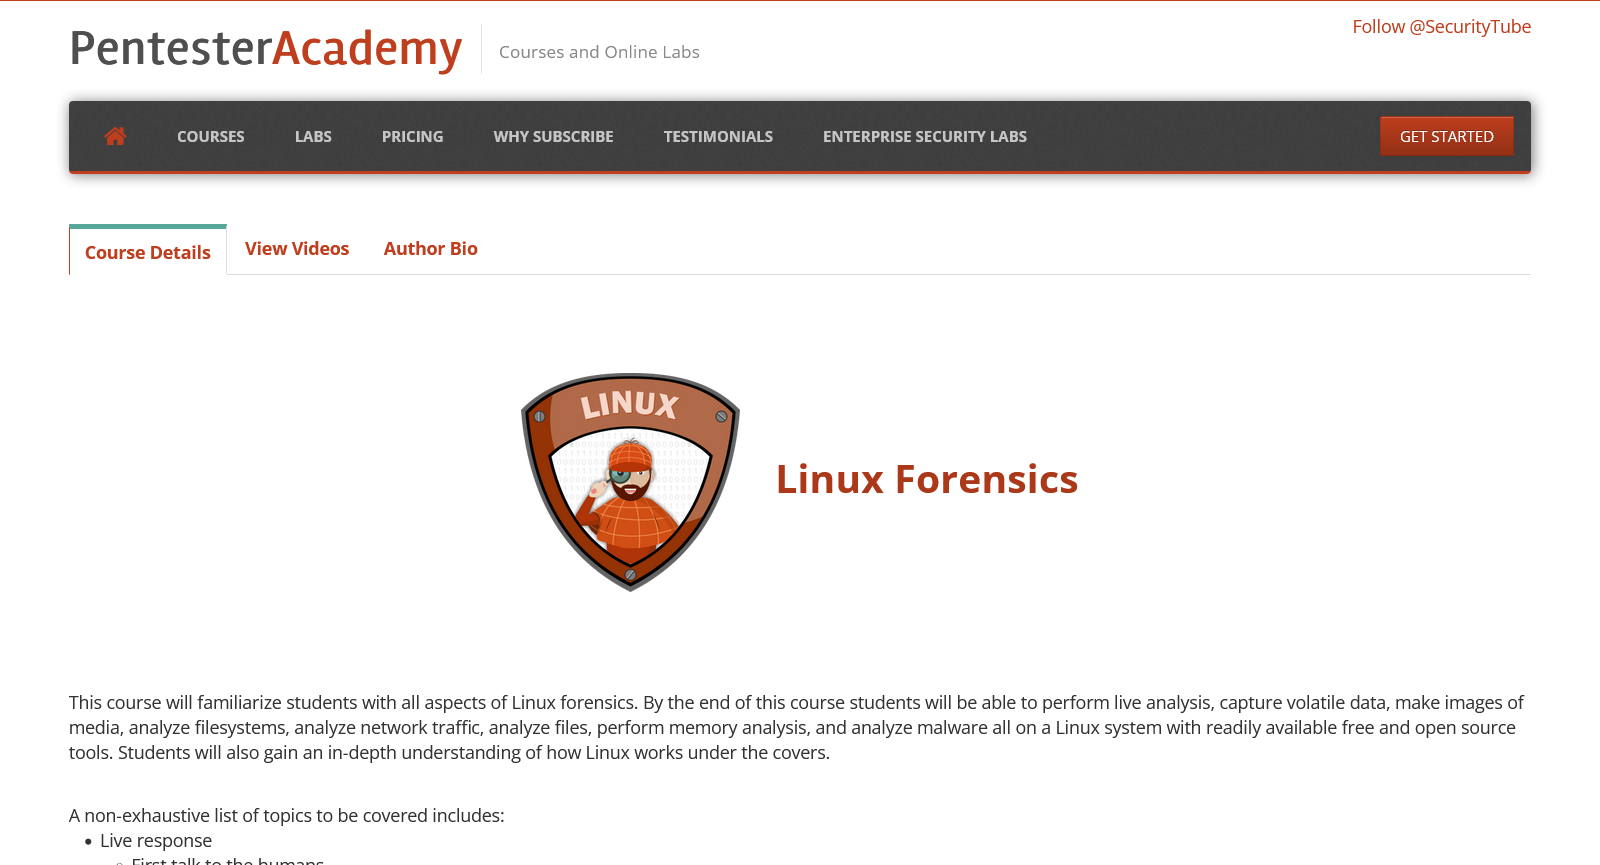 PentesterAcademy
Courses and Online Labs
Follow @SecurityTube
COURSES
LABS
PRICING
WHY SUBSCRIBE
TESTIMONIALS
ENTERPRISE SECURITY LABS
GET STARTED
Course Details
View Videos
Author Bio
LINUX
Linux Forensics
This course will familiarize students with all aspects of Linux forensics. By the end of this course students will be able to perform live analysis, capture volatile data, make images of
media, analyze filesystems, analyze network traffic, analyze files, perform memory analysis, and analyze malware all on a Linux system with readily available free and open source
tools. Students will also gain an in-depth understanding of how Linux works under the covers.
A non-exhaustive list of topics to be covered includes:
Live response
First talk to the humans